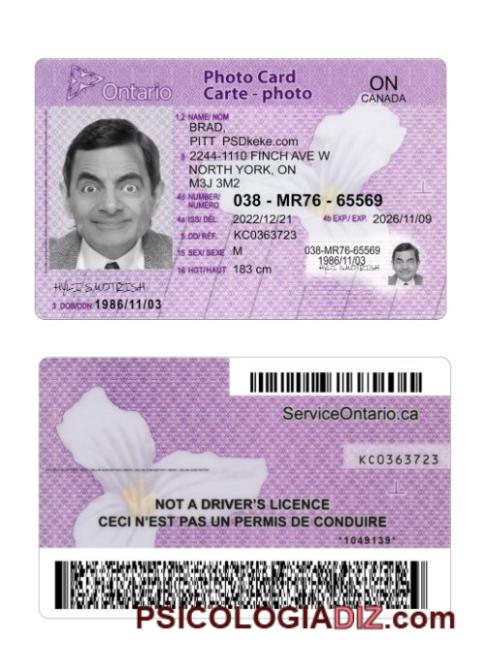 Ontario
Photo Card
Carte - photo
ON
CANADA
1,2 NAME/ NOM
BRAD,
PITT PSDkeke.com
8 2244-1110 FINCH AVE W
NORTH YORK, ON
M3J 3M2
4d NUMBER/
NUMÉRO
038 - MR76 - 65569
4a ISS/ DÉL. 2022/12/21 4b EXP./ EXP. 2026/11/09
5 DD/RÉF. KC0363723
15 SEX/ SEXE M
038-MR76-65569
1986/11/03
16 HGT/HAUT 183 cm
3 DOB/DDN 1986/11/03
ServiceOntario.ca
KC0363723
NOT A DRIVER'S LICENCE
CECI N'EST PAS UN PERMIS DE CONDUIRE
*1049139*
PSICOLOGIADIZ.com